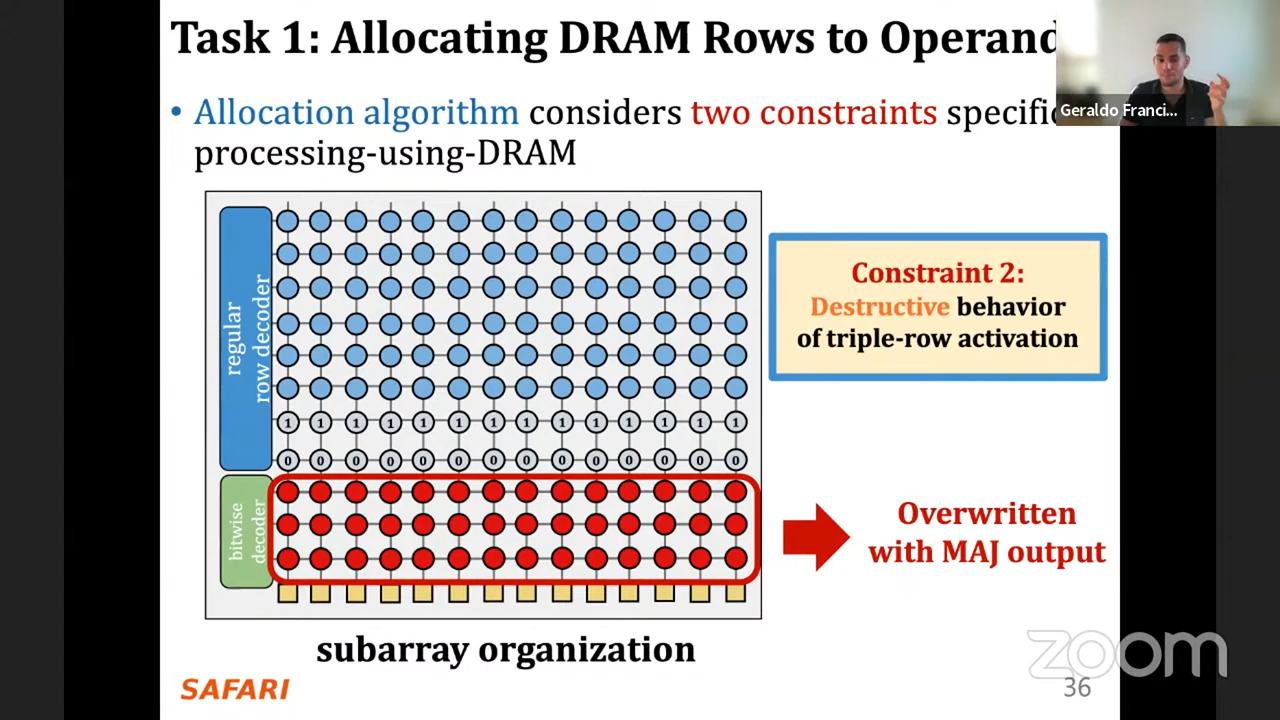 Task 1: Allocating DRAM Rows to Operand
Geraldo Franci...
• Allocation algorithm considers two constraints specific
processing-using-DRAM
regular
row decoder
1 1 1 1 1 1 1 1 1 1 1 1 1 1
0 0 0 0 0 0 0 0 0 0 0 0 0 0
bitwise
decoder
Constraint 2:
Destructive behavior
of triple-row activation
Overwritten
with MAJ output
subarray organization
SAFARI
zoom
36